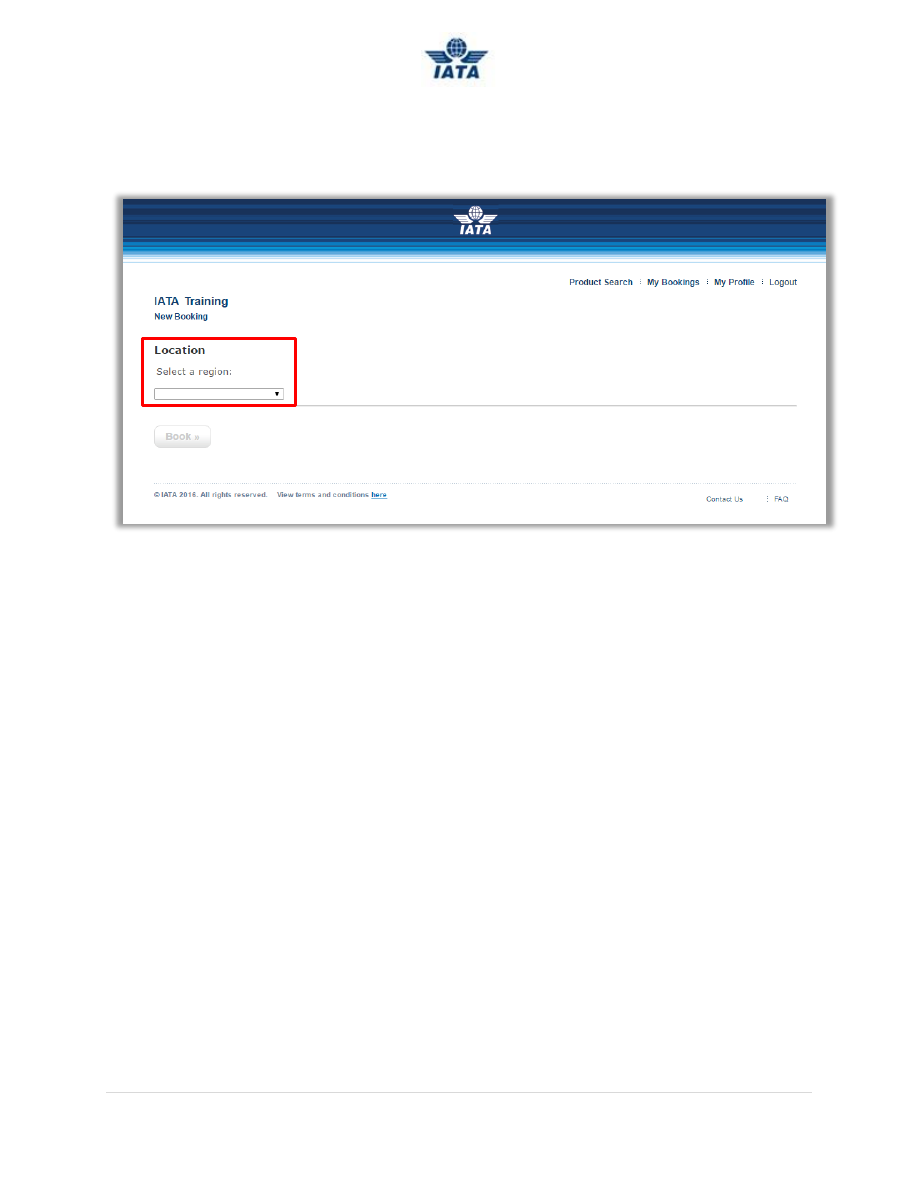 IATA
IATA
Product Search ⁝ My Bookings ⁝ My Profile ⁝ Logout
IATA Training
New Booking
Location
Select a region:
Book »
© IATA 2016. All rights reserved. View terms and conditions here
Contact Us ⁝ FAQ